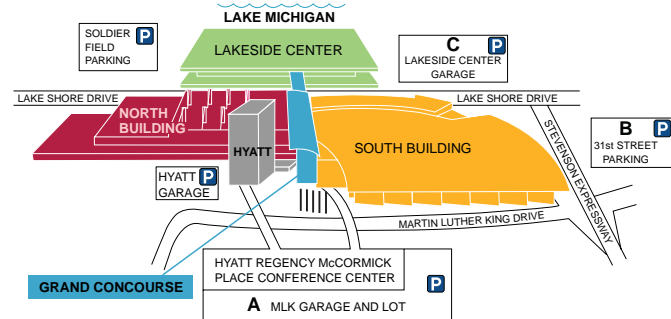 LAKE MICHIGAN
SOLDIER
FIELD
PARKING
P
LAKESIDE CENTER
C
P
LAKESIDE CENTER
GARAGE
LAKE SHORE DRIVE
LAKE SHORE DRIVE
NORTH
BUILDING
HYATT
SOUTH BUILDING
STEVENSON EXPRESSWAY
B
P
31st STREET
PARKING
HYATT
GARAGE
P
MARTIN LUTHER KING DRIVE
HYATT REGENCY McCORMICK
PLACE CONFERENCE CENTER
P
A MLK GARAGE AND LOT
GRAND CONCOURSE